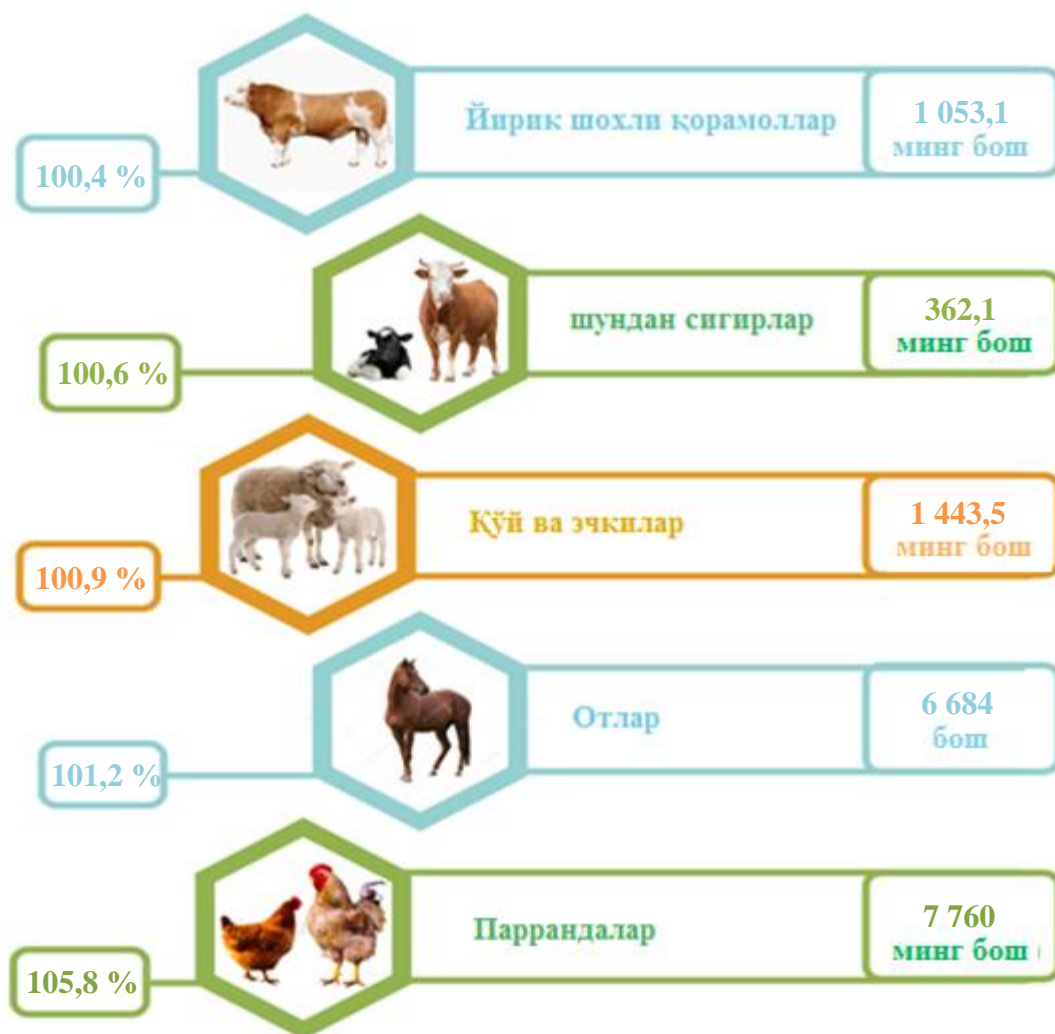 Йирик шохли қорамоллар
1 053,1
минг бош
100,4 %
шундан сигирлар
362,1
минг бош
100,6 %
Қўй ва эчкилар
1 443,5
минг бош
100,9 %
Отлар
6 684
бош
101,2 %
Паррандалар
7 760
минг бош
105,8 %